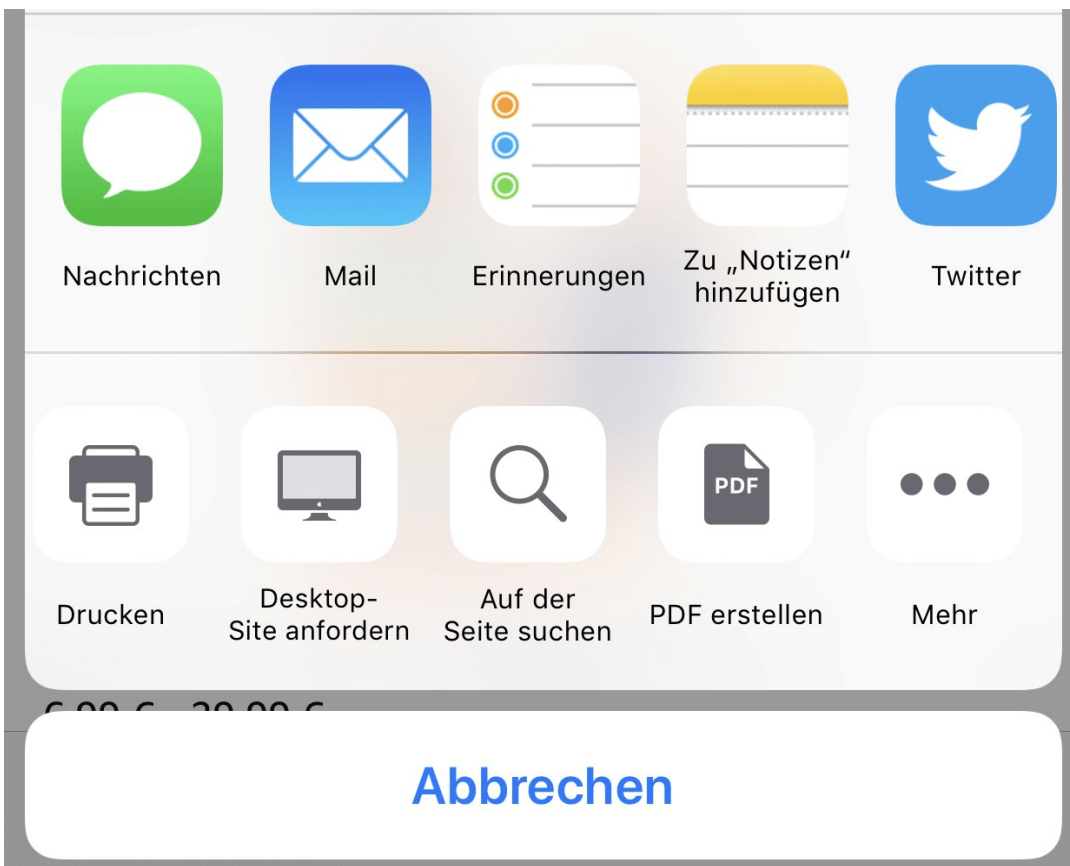 Nachrichten
Mail
Erinnerungen
Zu „Notizen“
hinzufügen
Twitter
Drucken
Desktop-
Site anfordern
Auf der
Seite suchen
PDF
PDF erstellen
Mehr
Abbrechen